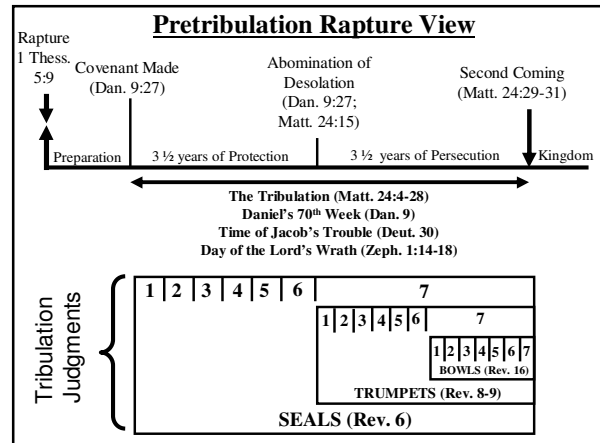 Pretribulation Rapture View
Rapture
1 Thess.
5:9
Covenant Made
(Dan. 9:27)
Abomination of
Desolation
(Dan. 9:27;
Matt. 24:15)
Second Coming
(Matt. 24:29-31)
Preparation
3 ½ years of Protection
3 ½ years of Persecution
Kingdom
The Tribulation (Matt. 24:4-28)
Daniel's 70th Week (Dan. 9)
Time of Jacob's Trouble (Deut. 30)
Day of the Lord's Wrath (Zeph. 1:14-18)
Tribulation
Judgments
1 2 3 4 5 6 7
1 2 3 4 5 6 7
1 2 3 4 5 6 7
BOWLS (Rev. 16)
TRUMPETS (Rev. 8-9)
SEALS (Rev. 6)